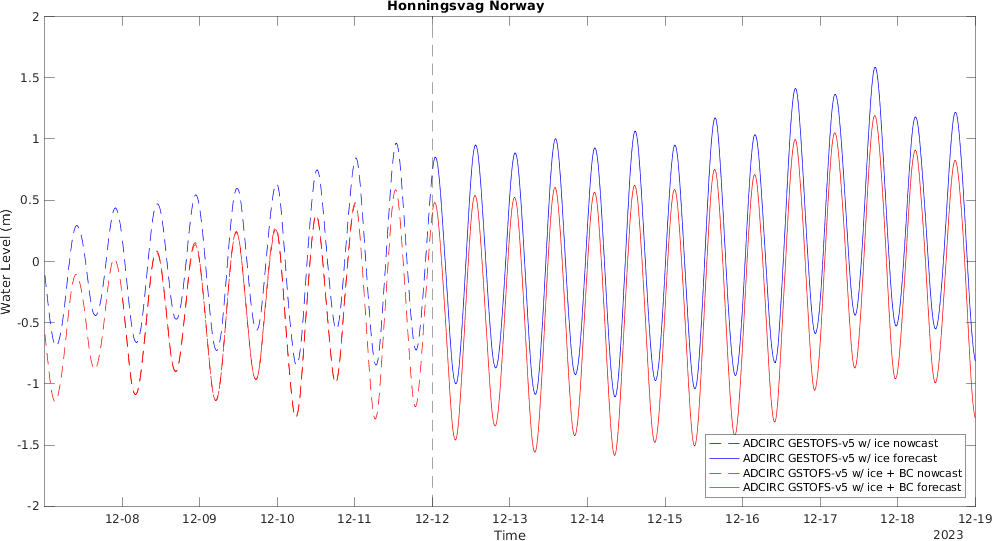 Honningsvag Norway
2
1.5
1
0.5
0
-0.5
-1
-1.5
-2
Water Level (m)
ADCIRC GESTOFS-v5 w/ ice nowcast
ADCIRC GESTOFS-v5 w/ ice forecast
ADCIRC GSTOFS-v5 w/ ice + BC nowcast
ADCIRC GSTOFS-v5 w/ ice + BC forecast
12-08 12-09 12-10 12-11 12-12 12-13 12-14 12-15 12-16 12-17 12-18 12-19
Time
2023